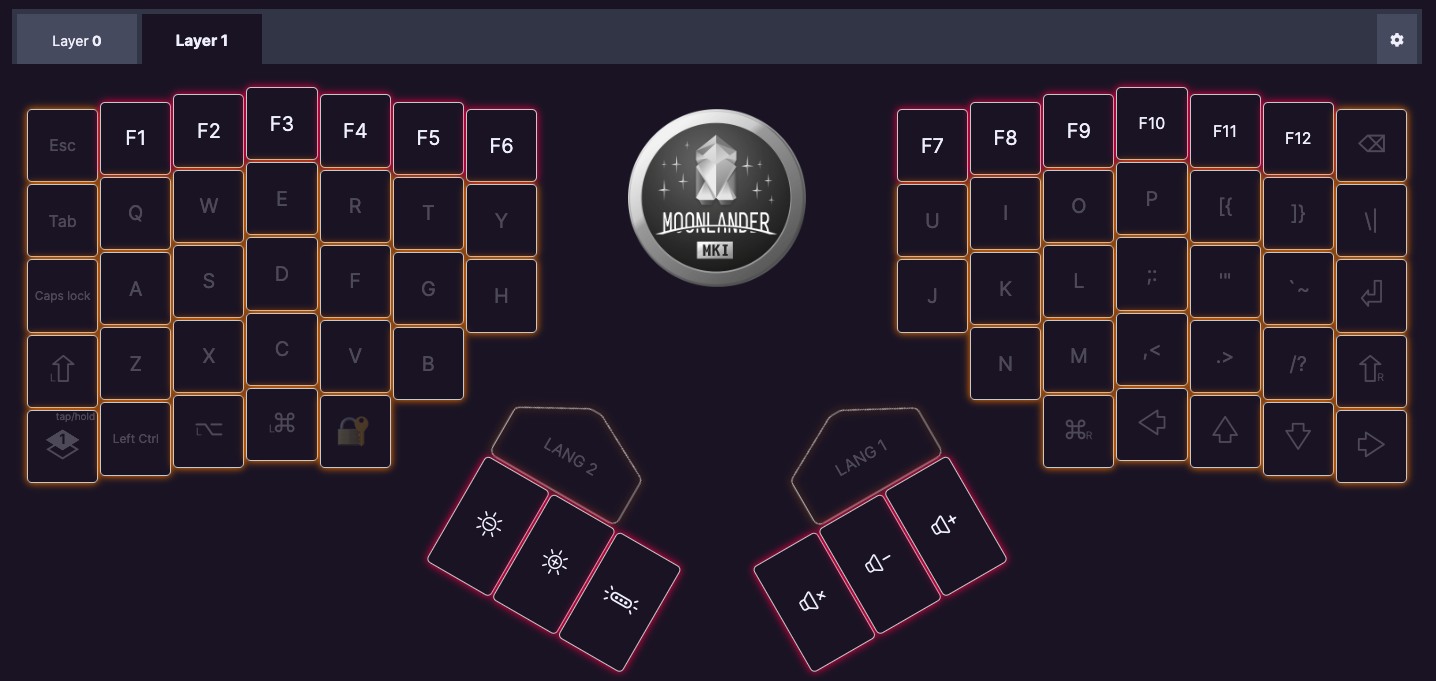 Layer 0
Layer 1
Esc F1 F2 F3 F4 F5 F6
F7 F8 F9 F10 F11 F12
Tab Q W E R T Y
U I O P [{ ]} \|
Caps lock A S D F G H
J K L ;: '" `~
L Z X C V B
N M ,< .> /? R
tap/hold
1 Left Ctrl L L
R
MOONLANDER
MKI
LANG 2
LANG 1